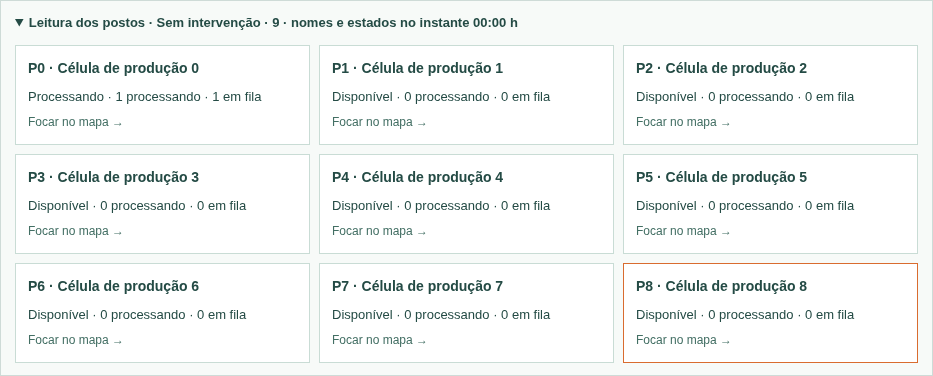 ▼ Leitura dos postos · Sem intervenção · 9 · nomes e estados no instante 00:00 h
P0 · Célula de produção 0
Processando · 1 processando · 1 em fila
Focar no mapa →
P1 · Célula de produção 1
Disponível · 0 processando · 0 em fila
Focar no mapa →
P2 · Célula de produção 2
Disponível · 0 processando · 0 em fila
Focar no mapa →
P3 · Célula de produção 3
Disponível · 0 processando · 0 em fila
Focar no mapa →
P4 · Célula de produção 4
Disponível · 0 processando · 0 em fila
Focar no mapa →
P5 · Célula de produção 5
Disponível · 0 processando · 0 em fila
Focar no mapa →
P6 · Célula de produção 6
Disponível · 0 processando · 0 em fila
Focar no mapa →
P7 · Célula de produção 7
Disponível · 0 processando · 0 em fila
Focar no mapa →
P8 · Célula de produção 8
Disponível · 0 processando · 0 em fila
Focar no mapa →